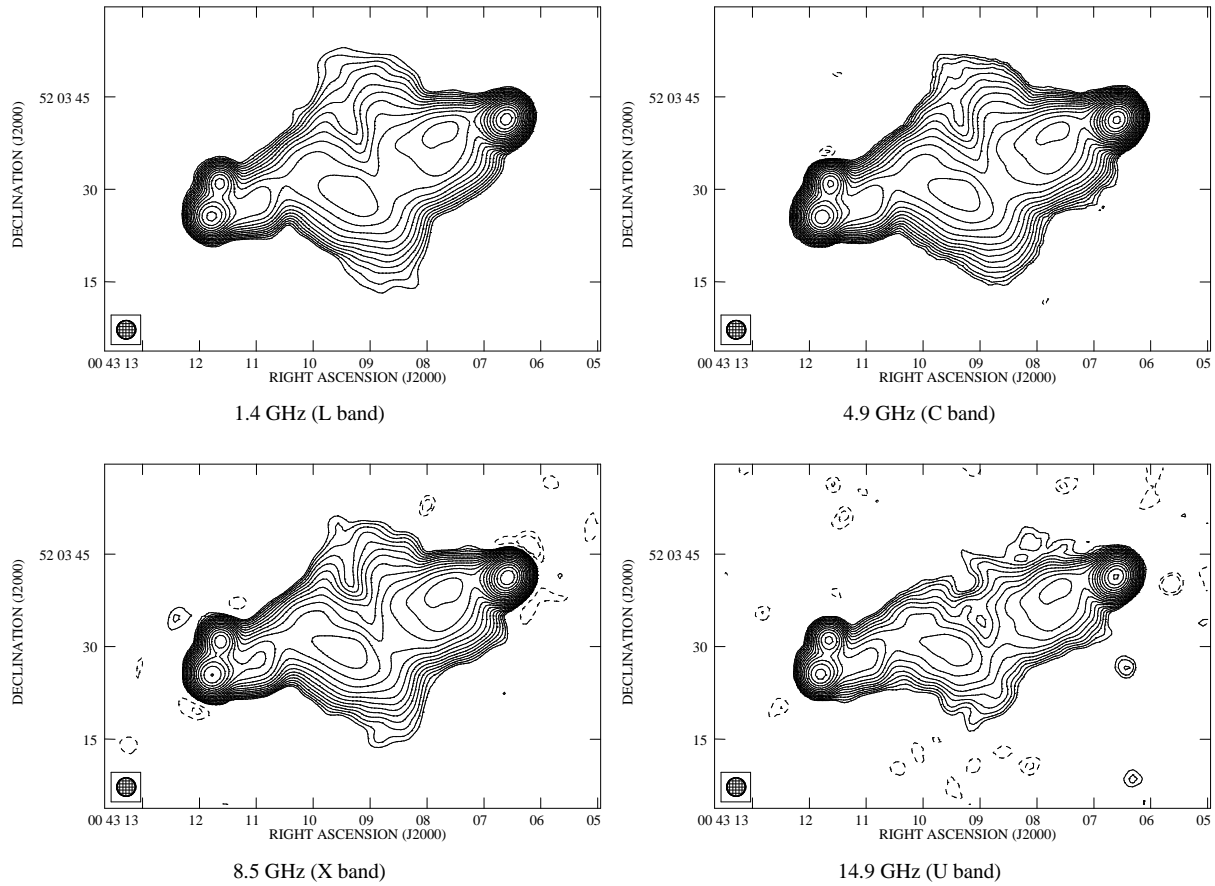 DECLINATION (J2000)
52 03 45
30
15
00 43 13 12 11 10 09 08 07 06 05
RIGHT ASCENSION (J2000)
1.4 GHz (L band)
DECLINATION (J2000)
52 03 45
30
15
00 43 13 12 11 10 09 08 07 06 05
RIGHT ASCENSION (J2000)
4.9 GHz (C band)
DECLINATION (J2000)
52 03 45
30
15
00 43 13 12 11 10 09 08 07 06 05
RIGHT ASCENSION (J2000)
8.5 GHz (X band)
DECLINATION (J2000)
52 03 45
30
15
00 43 13 12 11 10 09 08 07 06 05
RIGHT ASCENSION (J2000)
14.9 GHz (U band)